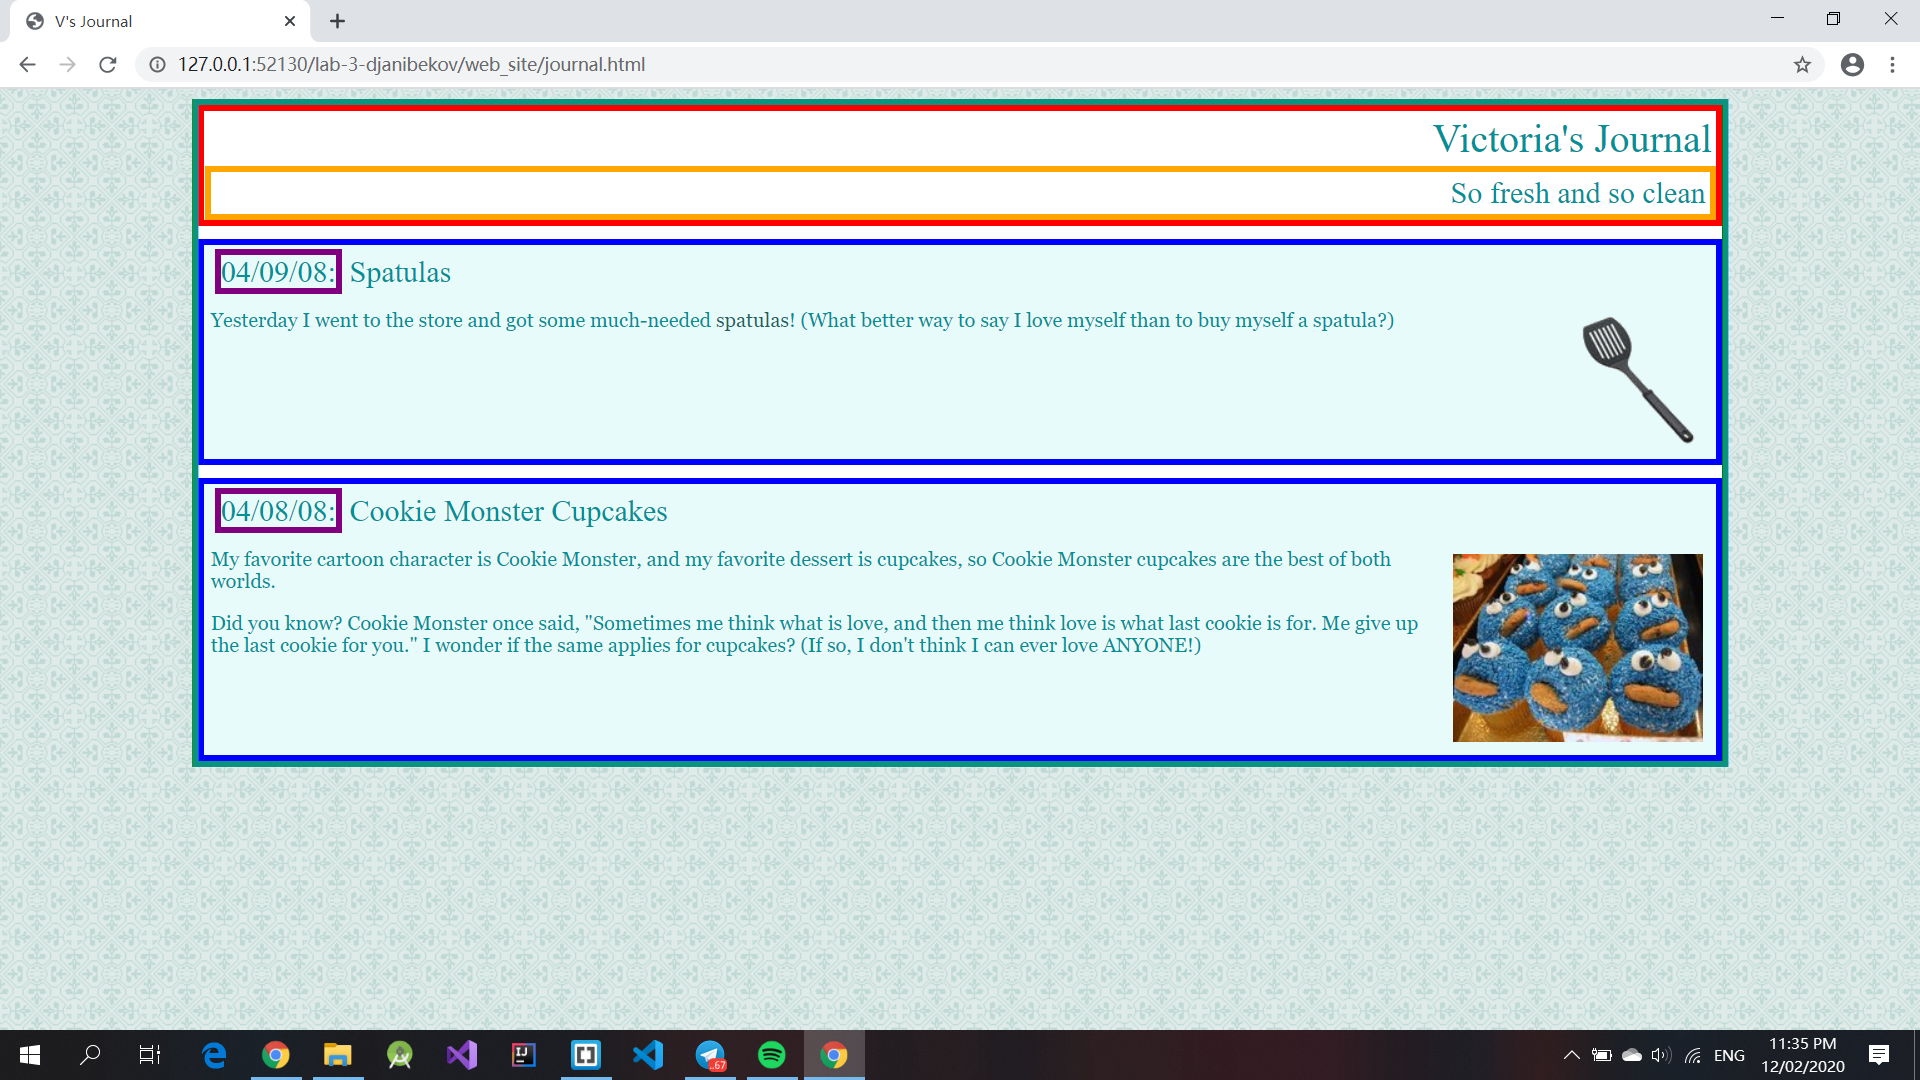 V's Journal
127.0.0.1:52130/lab-3-djanibekov/web_site/journal.html
Victoria's Journal
So fresh and so clean
04/09/08: Spatulas
Yesterday I went to the store and got some much-needed spatulas! (What better way to say I love myself than to buy myself a spatula?)
04/08/08: Cookie Monster Cupcakes
My favorite cartoon character is Cookie Monster, and my favorite dessert is cupcakes, so Cookie Monster cupcakes are the best of both
worlds.
Did you know? Cookie Monster once said, "Sometimes me think what is love, and then me think love is what last cookie is for. Me give up
the last cookie for you." I wonder if the same applies for cupcakes? (If so, I don't think I can ever love ANYONE!)
IJ
..67
ENG
11:35 PM
12/02/2020